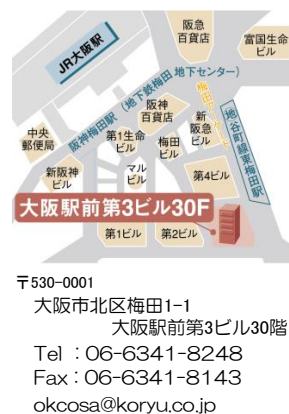 阪急
百貨店
JR大阪駅
富国生命
ビル
阪神梅田駅(地下鉄梅田 地下センター)
阪神
百貨店
新
阪急
ビル
中央
郵便局
第1生命
ビル
梅田
ビル
地下鉄谷町線東梅田駅
新阪神
ビル
マル
ビル
第4ビル
大阪駅前第3ビル30F
第1ビル
第2ビル
〒530-0001
大阪市北区梅田1-1
大阪駅前第3ビル30階
Tel :06-6341-8248
Fax:06-6341-8143
okcosa@koryu.co.jp